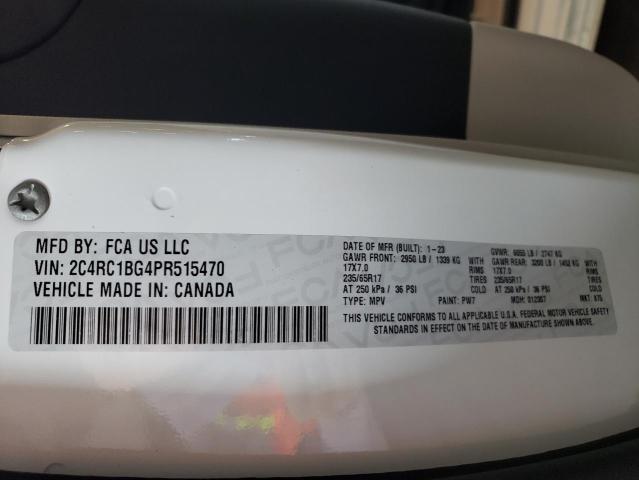 MFD BY: FCA US LLC
VIN: 2C4RC1BG4PR515470
VEHICLE MADE IN: CANADA
DATE OF MFR (BUILT): 1-23 GVWR: 6055 LB / 2747 KG
GAWR FRONT: 2950 LB / 1339 KG WITH GAWR REAR: 3200 LB / 1452 KG WITH
17X7.0 RIMS 17X7.0 RIMS
235/65R17 TIRES 235/65R17 TIRES
AT 250 kPa / 36 PSI COLD AT 250 kPa / 36 PSI COLD
TYPE: MPV PAINT: PW7 MDH: INT:
THIS VEHICLE CONFORMS TO ALL APPLICABLE U.S.A. FEDERAL MOTOR VEHICLE SAFETY
STANDARDS IN EFFECT ON THE DATE OF MANUFACTURE SHOWN ABOVE.